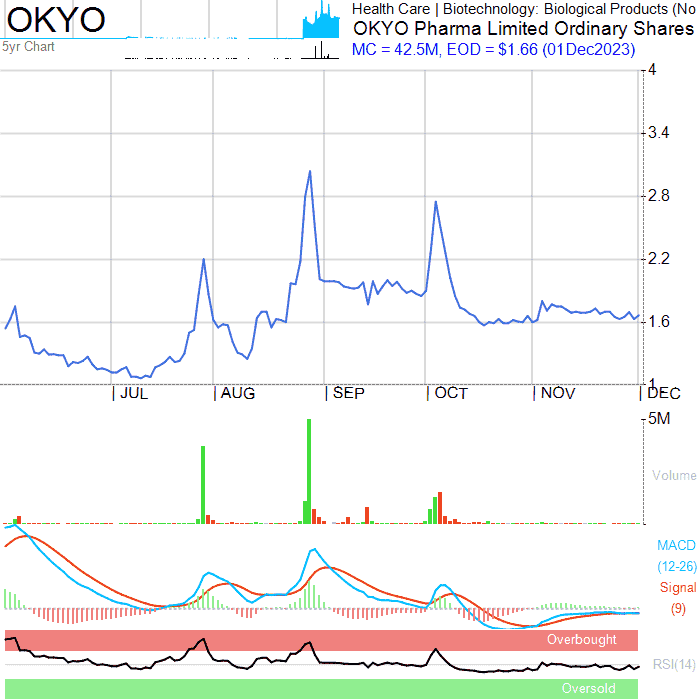 OKYO
5yr Chart
Health Care | Biotechnology: Biological Products (No
OKYO Pharma Limited Ordinary Shares
MC = 42.5M, EOD = $1.66 (01Dec2023)
4
3.4
2.8
2.2
1.6
1
JUL AUG SEP OCT NOV DEC
5M
Volume
MACD
(12-26)
Signal
(9)
Overbought
RSI(14)
Oversold